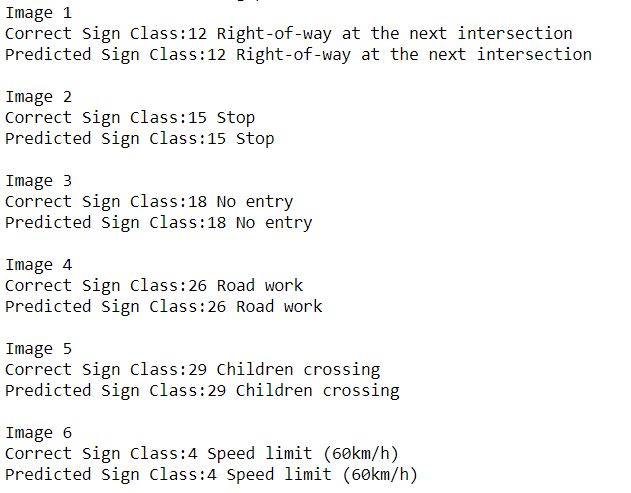 Image 1
Correct Sign Class:12 Right-of-way at the next intersection
Predicted Sign Class:12 Right-of-way at the next intersection
Image 2
Correct Sign Class:15 Stop
Predicted Sign Class:15 Stop
Image 3
Correct Sign Class:18 No entry
Predicted Sign Class:18 No entry
Image 4
Correct Sign Class:26 Road work
Predicted Sign Class:26 Road work
Image 5
Correct Sign Class:29 Children crossing
Predicted Sign Class:29 Children crossing
Image 6
Correct Sign Class:4 Speed limit (60km/h)
Predicted Sign Class:4 Speed limit (60km/h)